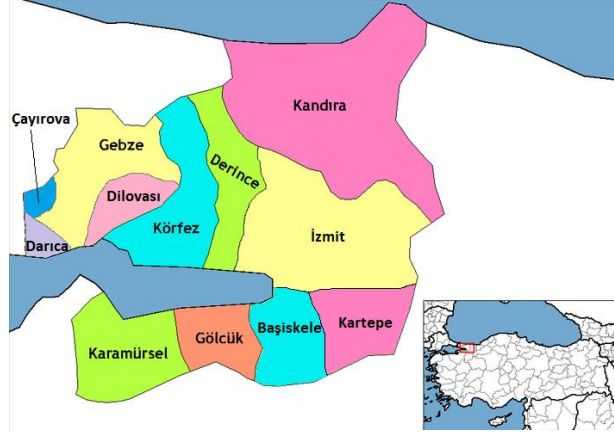 Kandıra
Çayırova
Gebze
Derince
Dilovası
Körfez
İzmit
Darıca
Karamürsel
Gölcük
Başiskele
Kartepe